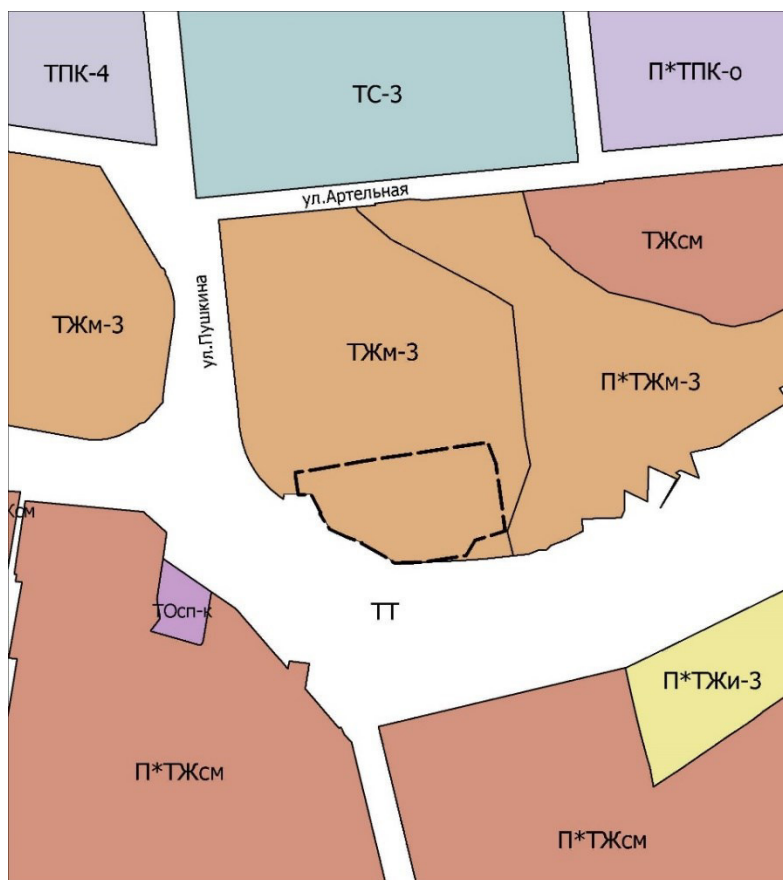 ТПК-4
ТС-3
П*ТПК-о
ул.Артельная
ТЖсм
ул.Пушкина
ТЖм-3
ТЖм-3
П*ТЖм-3
ТОсп-к
ТТ
П*ТЖи-3
П*ТЖсм
П*ТЖсм